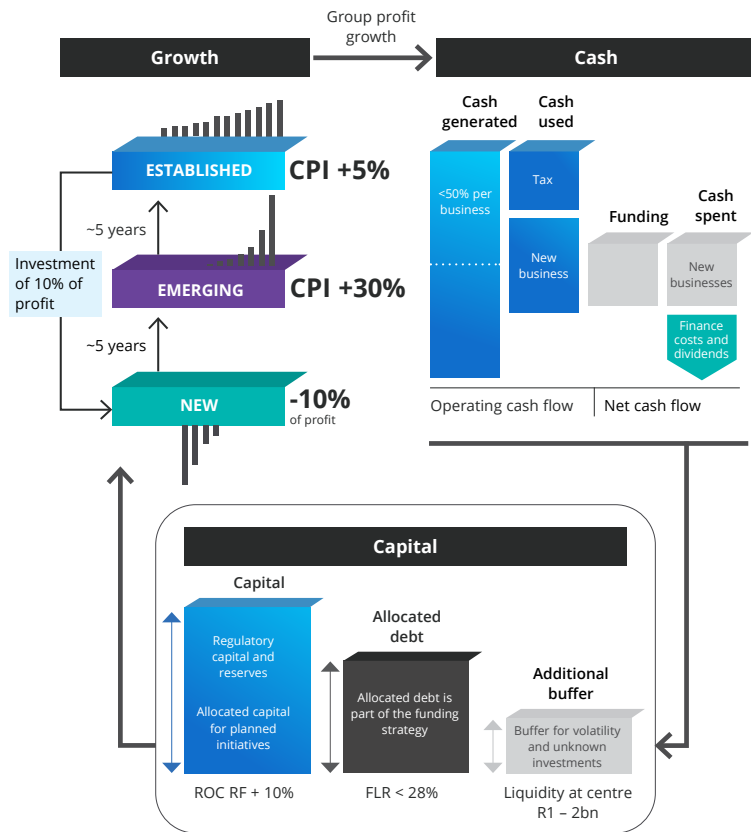 Group profit
growth
Growth
Cash
ESTABLISHED
CPI +5%
~5 years
Investment
of 10% of
profit
EMERGING
CPI +30%
~5 years
NEW
-10%
of profit
Cash
generated
Cash
used
<50% per
business
Tax
New
business
Funding
Cash
spent
New
businesses
Finance
costs and
dividends
Operating cash flow
Net cash flow
Capital
Capital
Regulatory
capital and
reserves
Allocated capital
for planned
initiatives
ROC RF + 10%
Allocated
debt
Allocated debt is
part of the funding
strategy
FLR < 28%
Additional
buffer
Buffer for volatility
and unknown
investments
Liquidity at centre
R1 – 2bn